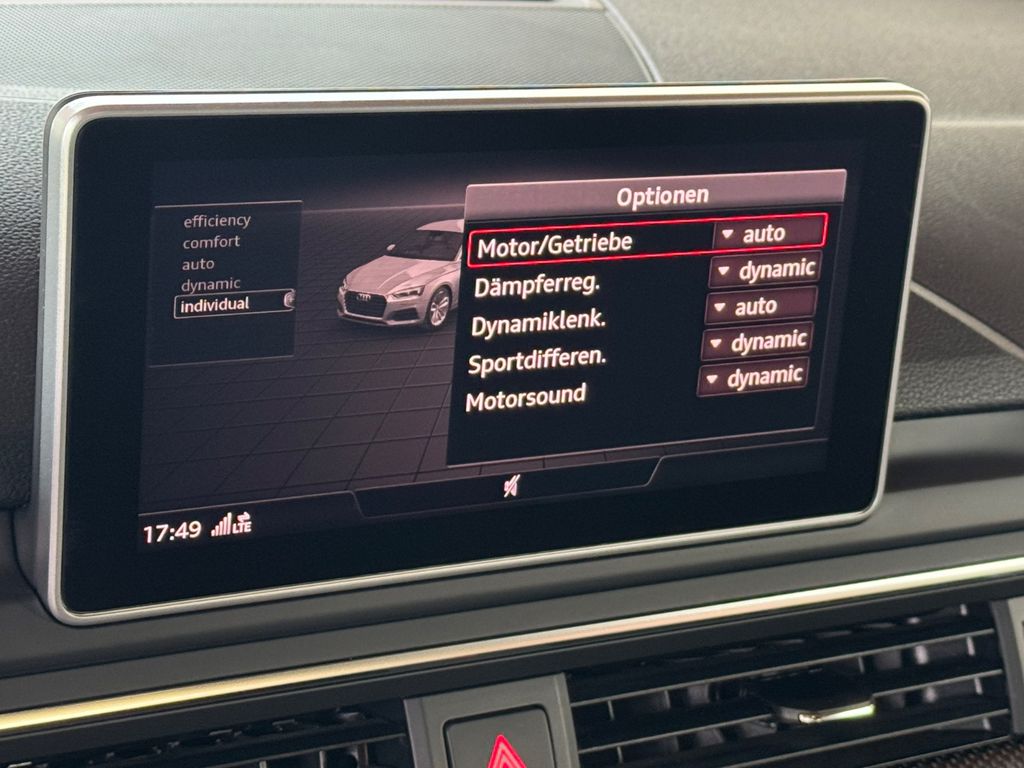 efficiency
comfort
auto
dynamic
individual
Optionen
Motor/Getriebe auto
Dämpferreg. dynamic
Dynamiklenk. auto
Sportdifferen. dynamic
Motorsound dynamic
17:49 LTE